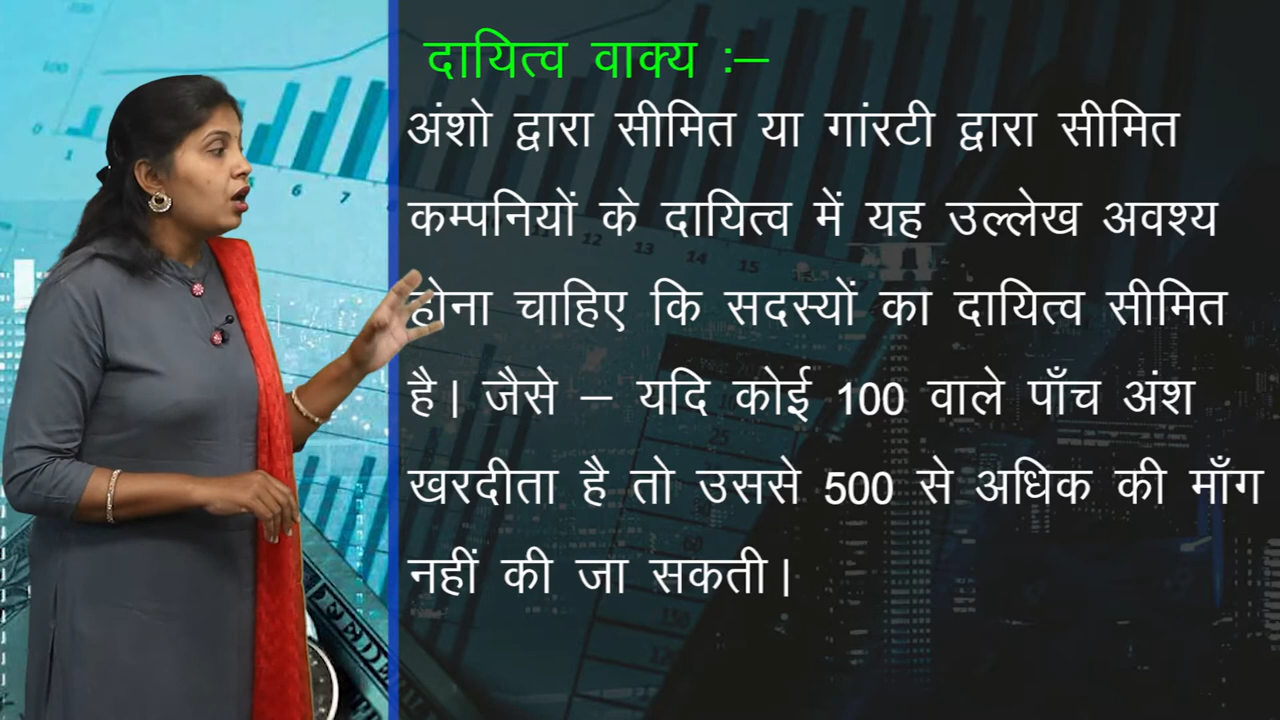 दायित्व वाक्य :–
अंशो द्वारा सीमित या गांरटी द्वारा सीमित
कम्पनियों के दायित्व में यह उल्लेख अवश्य
होना चाहिए कि सदस्यों का दायित्व सीमित
है। जैसे – यदि कोई 100 वाले पाँच अंश
खरदीता है तो उससे 500 से अधिक की माँग
नहीं की जा सकती।